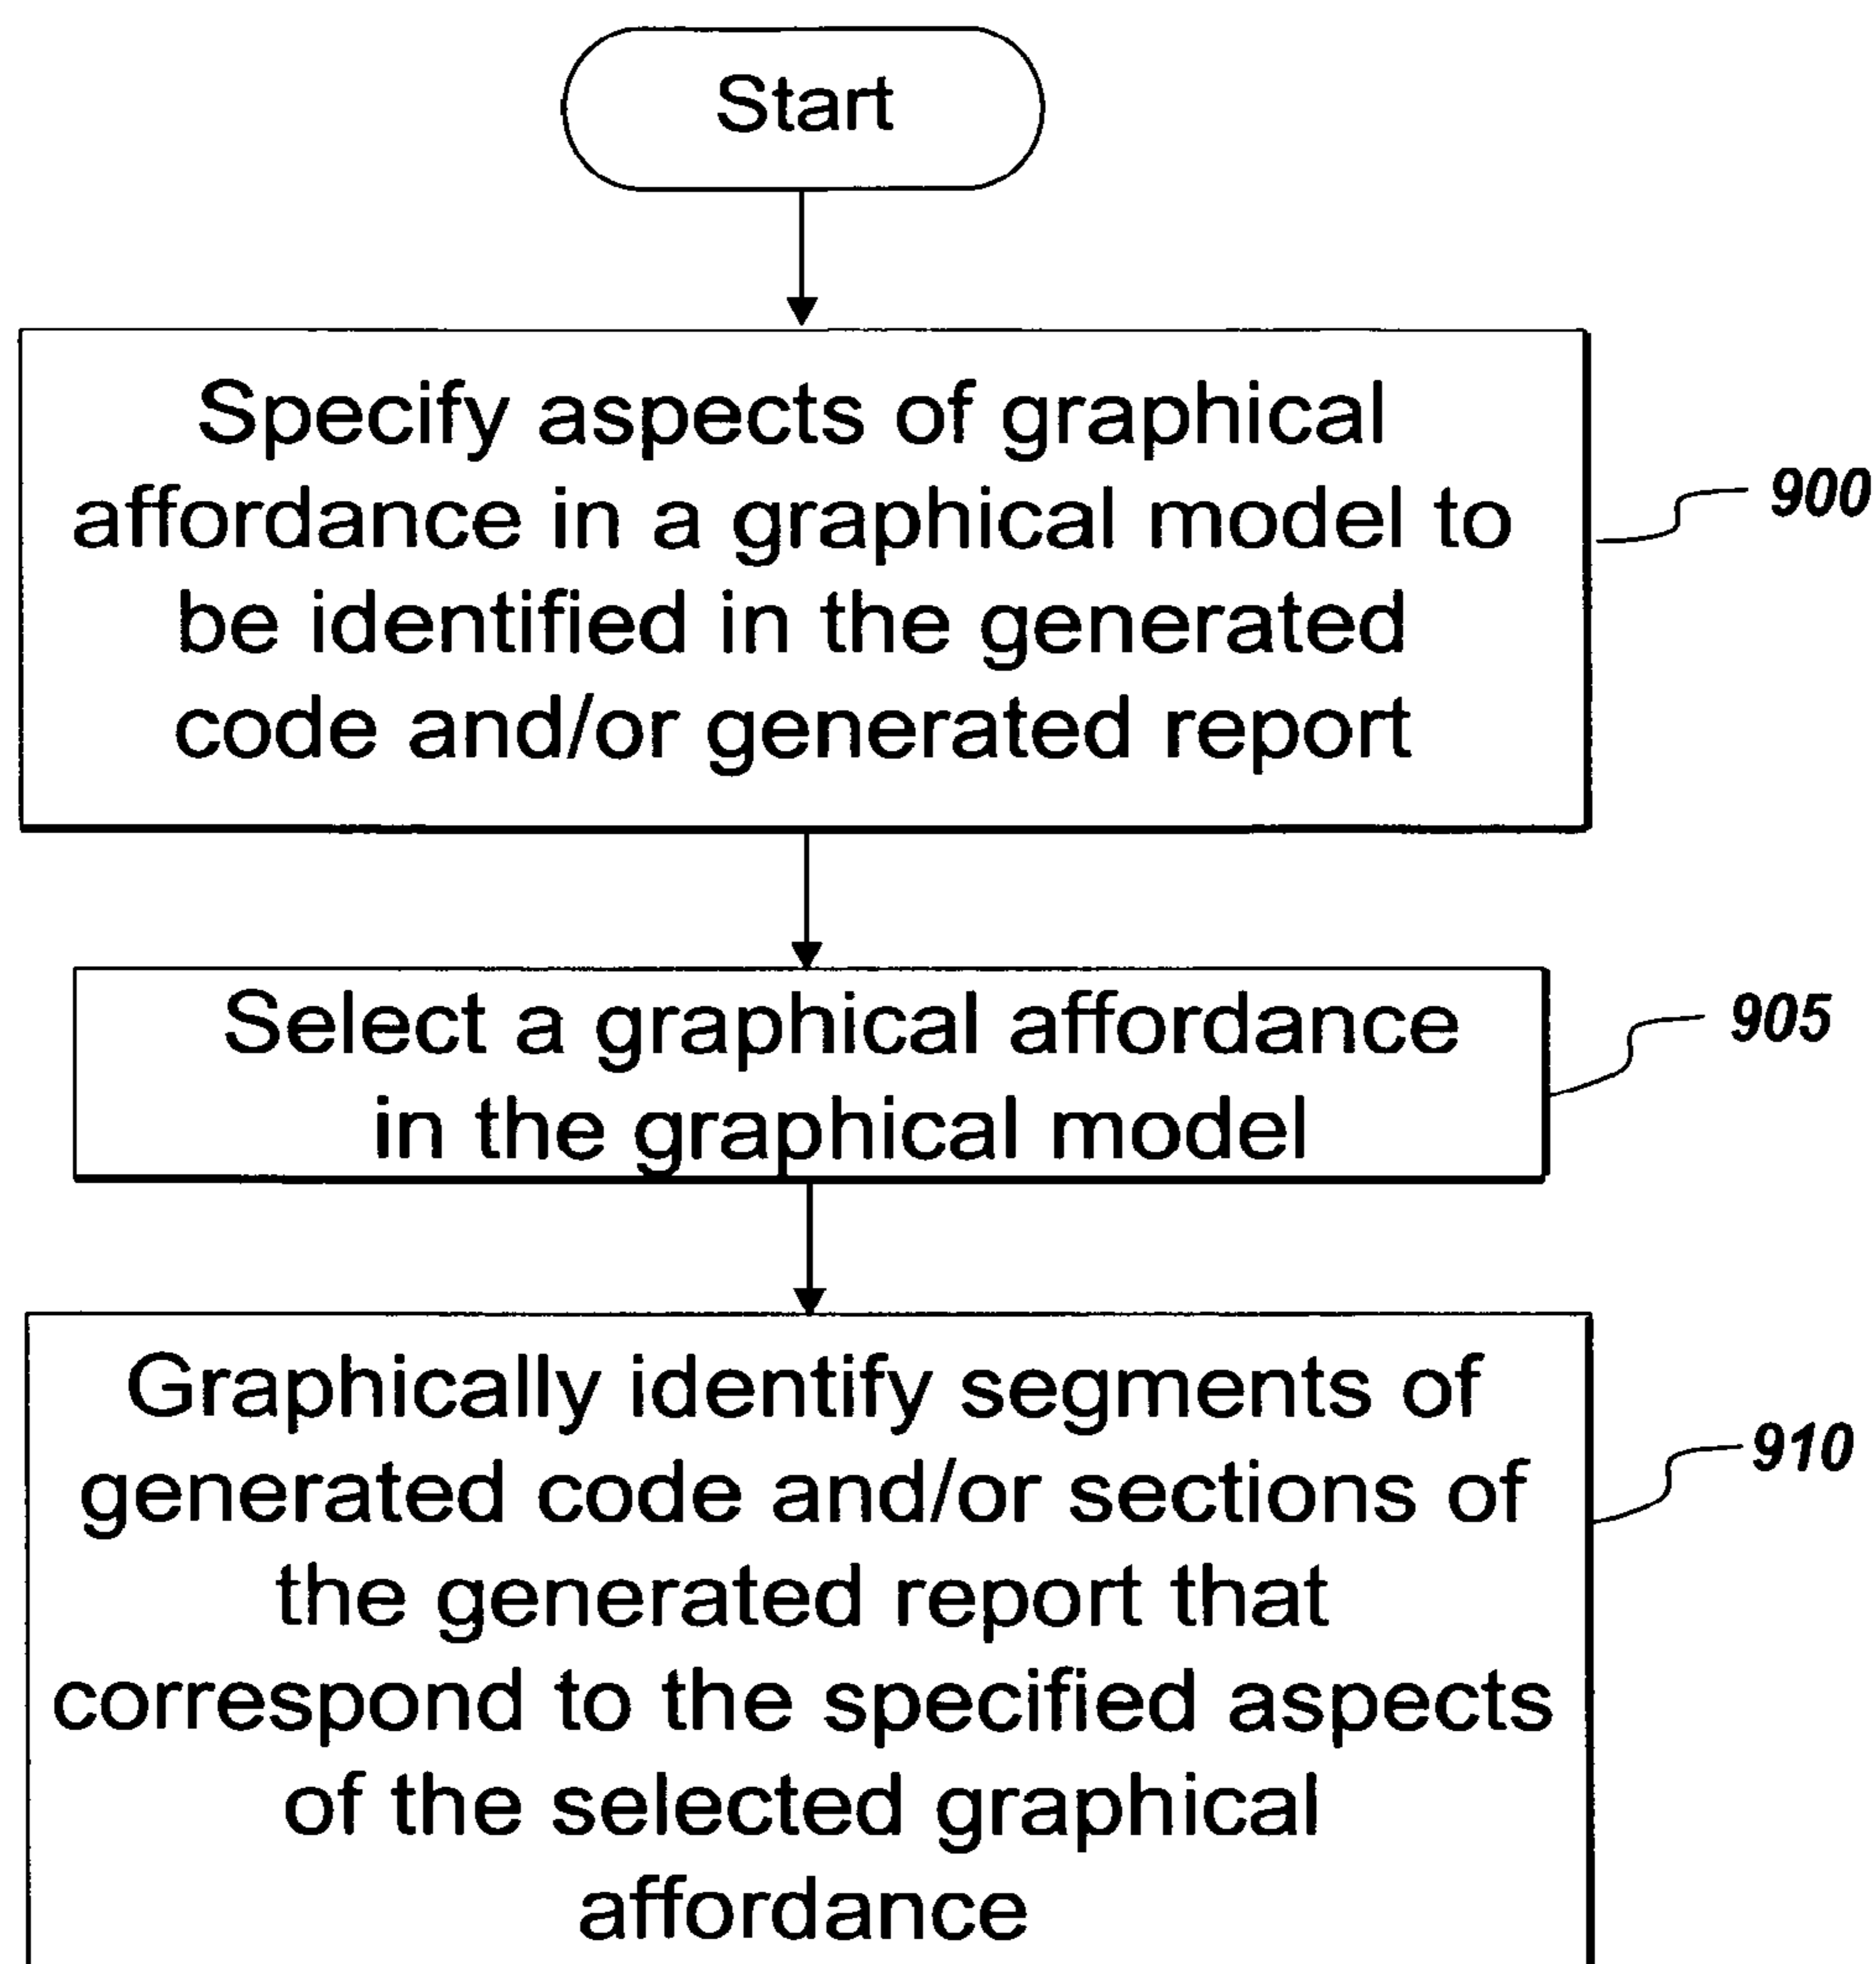 Start
Specify aspects of graphical
affordance in a graphical model to
be identified in the generated
code and/or generated report
900
Select a graphical affordance
in the graphical model
905
Graphically identify segments of
generated code and/or sections of
the generated report that
correspond to the specified aspects
of the selected graphical
affordance
910